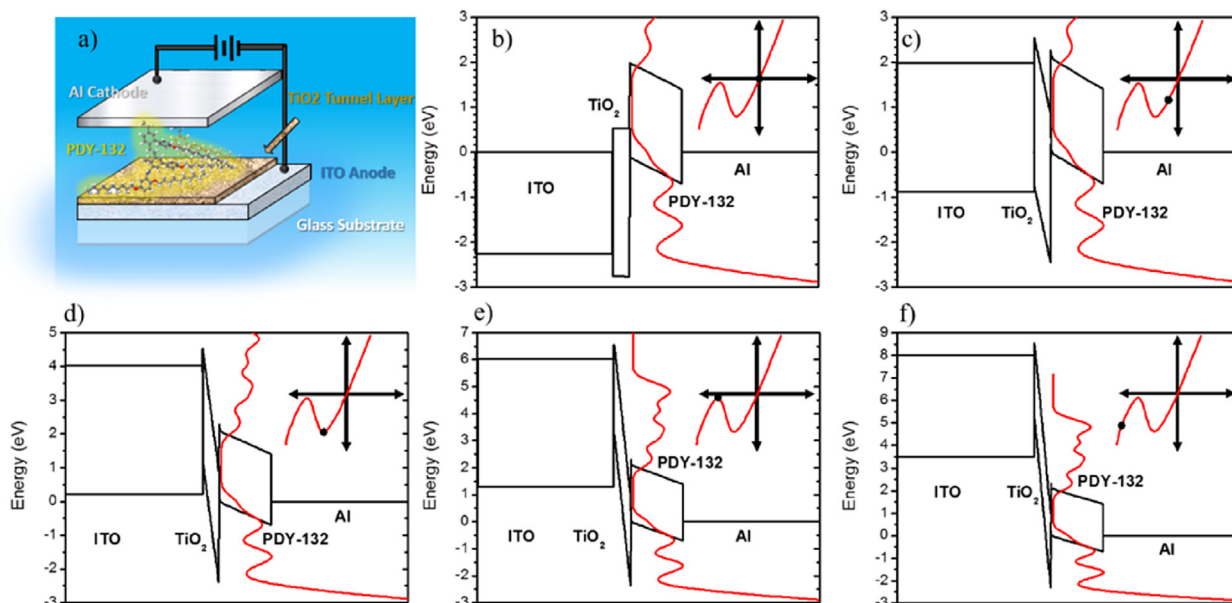 a)
Al Cathode
TiO2 Tunnel Layer
PDY-132
ITO Anode
Glass Substrate
b)
3
2
1
0
-1
-2
-3
Energy (eV)
TiO₂
ITO
Al
PDY-132
c)
3
2
1
0
-1
-2
-3
Energy (eV)
ITO
TiO₂
PDY-132
Al
d)
5
4
3
2
1
0
-1
-2
-3
Energy (eV)
ITO
TiO₂
PDY-132
Al
e)
7
6
5
4
3
2
1
0
-1
-2
-3
Energy (eV)
PDY-132
ITO
TiO₂
Al
f)
9
8
7
6
5
4
3
2
1
0
-1
-2
-3
Energy (eV)
PDY-132
ITO
TiO₂
Al